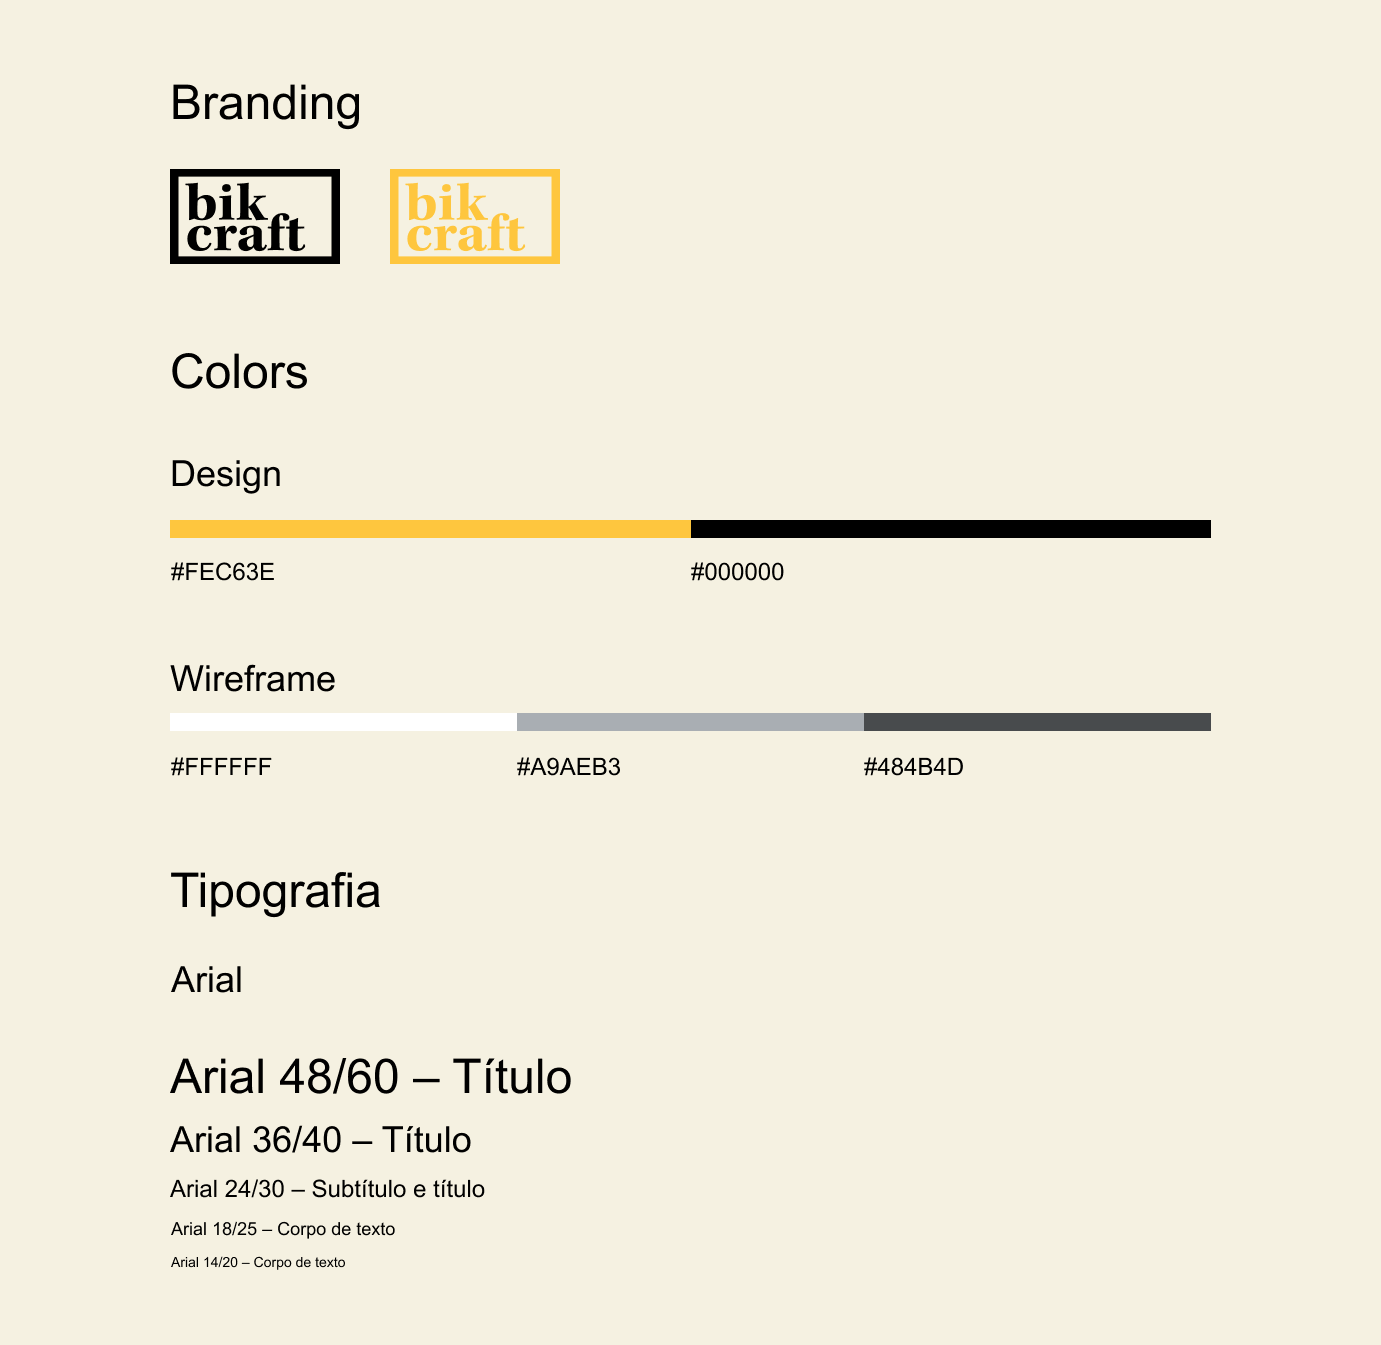 Branding
bik
craft
bik
craft
Colors
Design
#FEC63E
#000000
Wireframe
#FFFFFF
#A9AEB3
#484B4D
Tipografia
Arial
Arial 48/60 – Título
Arial 36/40 – Título
Arial 24/30 – Subtítulo e título
Arial 18/25 – Corpo de texto
Arial 14/20 – Corpo de texto